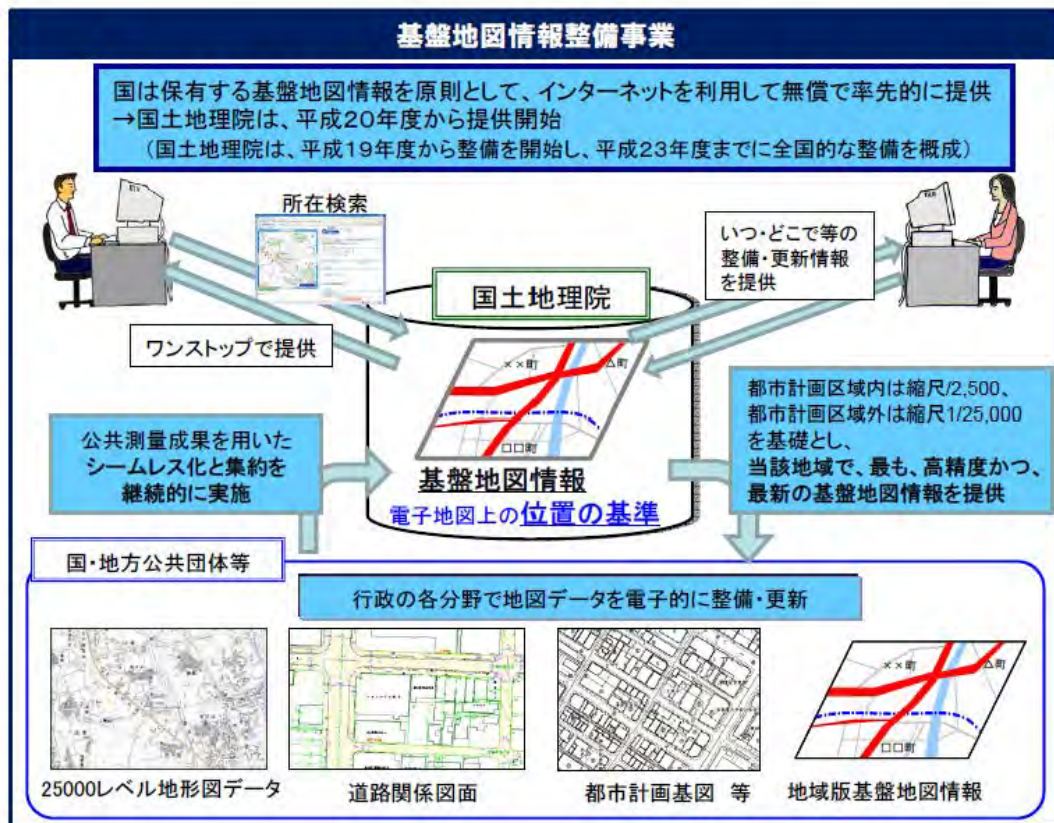 基盤地図情報整備事業
国は保有する基盤地図情報を原則として、インターネットを利用して無償で率先的に提供
→国土地理院は、平成20年度から提供開始
（国土地理院は、平成19年度から整備を開始し、平成23年度までに全国的な整備を概成）
所在検索
いつ・どこで等の
整備・更新情報
を提供
国土地理院
ワンストップで提供
××町
△町
口口町
基盤地図情報
電子地図上の位置の基準
公共測量成果を用いた
シームレス化と集約を
継続的に実施
都市計画区域内は縮尺/2,500、
都市計画区域外は縮尺1/25,000
を基礎とし、
当該地域で、最も、高精度かつ、
最新の基盤地図情報を提供
国・地方公共団体等
行政の各分野で地図データを電子的に整備・更新
××町
△町
口口町
25000レベル地形図データ
道路関係図面
都市計画基図 等
地域版基盤地図情報